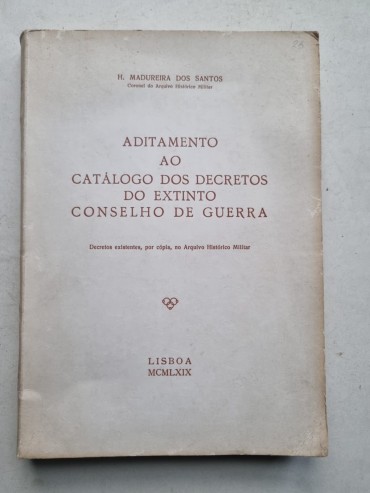 H. MADUREIRA DOS SANTOS
Coronel do Arquivo Histórico Militar
ADITAMENTO
AO
CATÁLOGO DOS DECRETOS
DO EXTINTO
CONSELHO DE GUERRA
Decretos existentes, por cópia, no Arquivo Histórico Militar
LISBOA
MCMLXIX